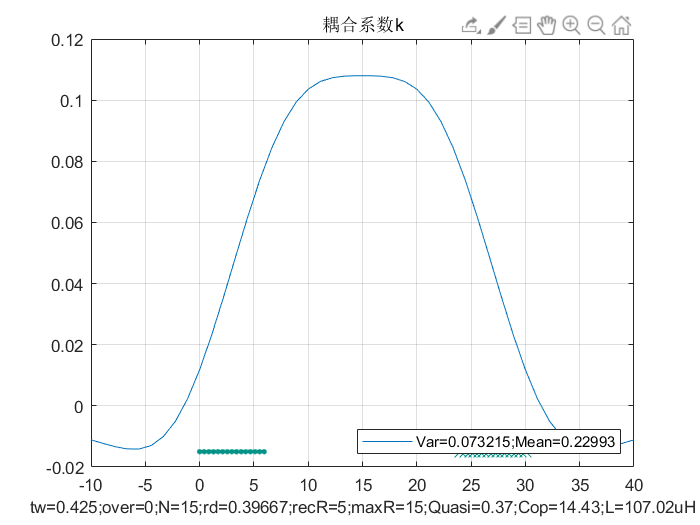 耦合系数k
0.12
0.1
0.08
0.06
0.04
0.02
0
-0.02
Var=0.073215;Mean=0.22993
-10 -5 0 5 10 15 20 25 30 35 40
tw=0.425;over=0;N=15;rd=0.39667;recR=5;maxR=15;Quasi=0.37;Cop=14.43;L=107.02uH